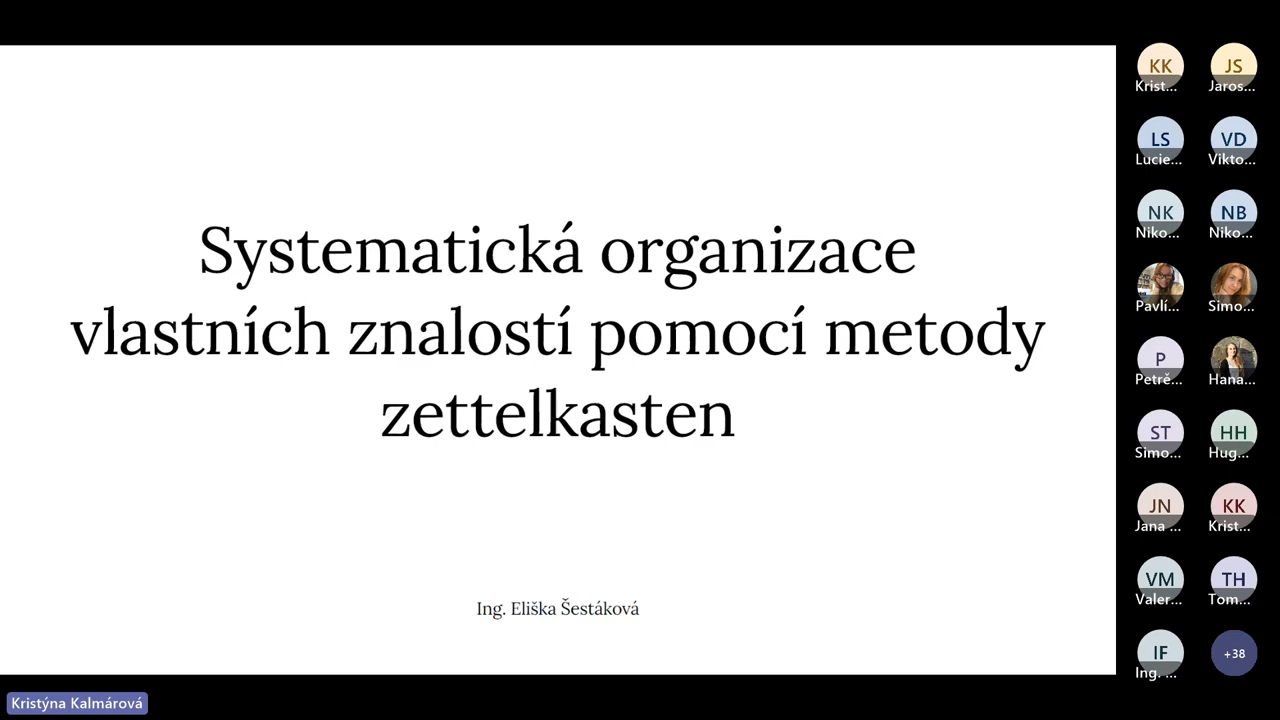 Systematická organizace
vlastních znalostí pomocí metody
zettelkasten
Ing. Eliška Šestáková
KK
Krist...
JS
Jaros...
LS
Lucie...
VD
Vikto...
NK
Niko...
NB
Niko...
Pavlí...
Simo...
P
Petrě...
Hana...
ST
Simo...
HH
Hug...
JN
Jana ...
KK
Krist...
VM
Valer...
TH
Tom...
IF
Ing. ...
+38
Kristýna Kalmárová